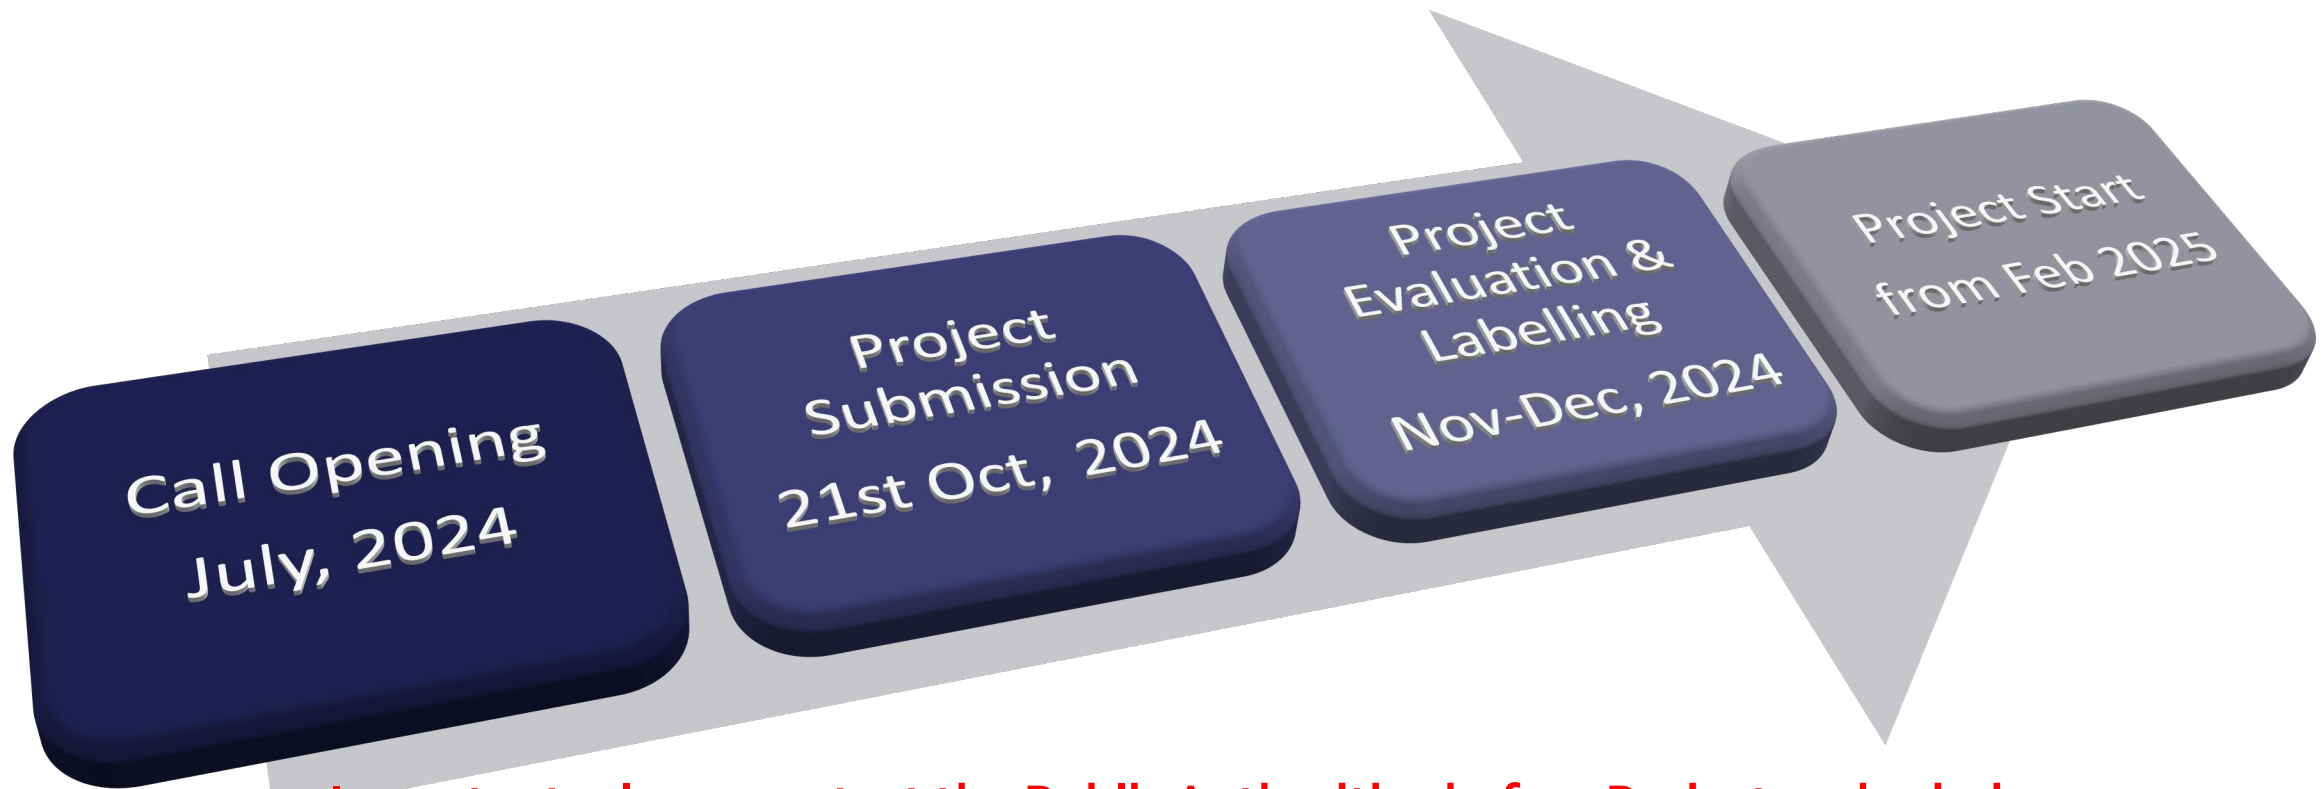 Call Opening
July, 2024
Project
Submission
21st Oct, 2024
Project
Evaluation &
Labelling
Nov-Dec, 2024
Project Start
from Feb 2025